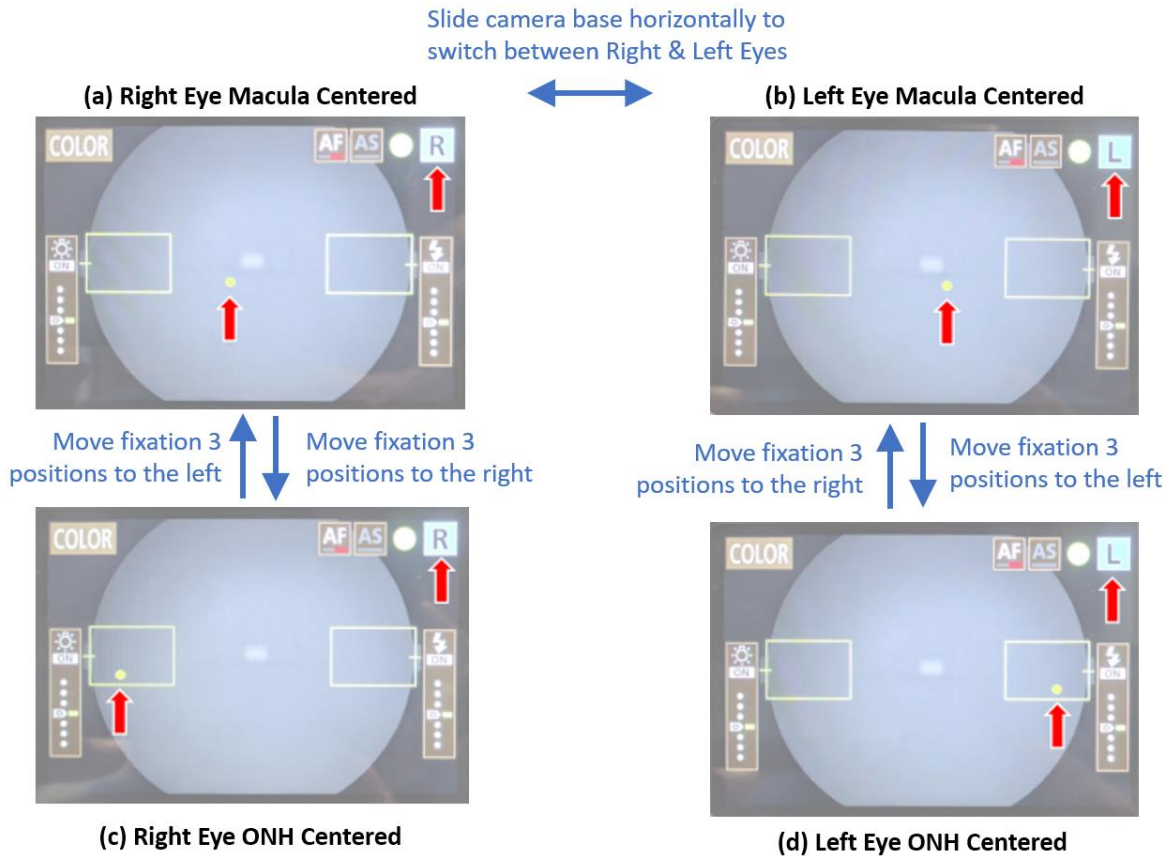 Slide camera base horizontally to
switch between Right & Left Eyes
(a) Right Eye Macula Centered
(b) Left Eye Macula Centered
COLOR AF AS R
ON
ON
COLOR AF AS L
ON
ON
Move fixation 3
positions to the left
Move fixation 3
positions to the right
Move fixation 3
positions to the right
Move fixation 3
positions to the left
COLOR AF AS R
ON
ON
COLOR AF AS L
ON
ON
(c) Right Eye ONH Centered
(d) Left Eye ONH Centered